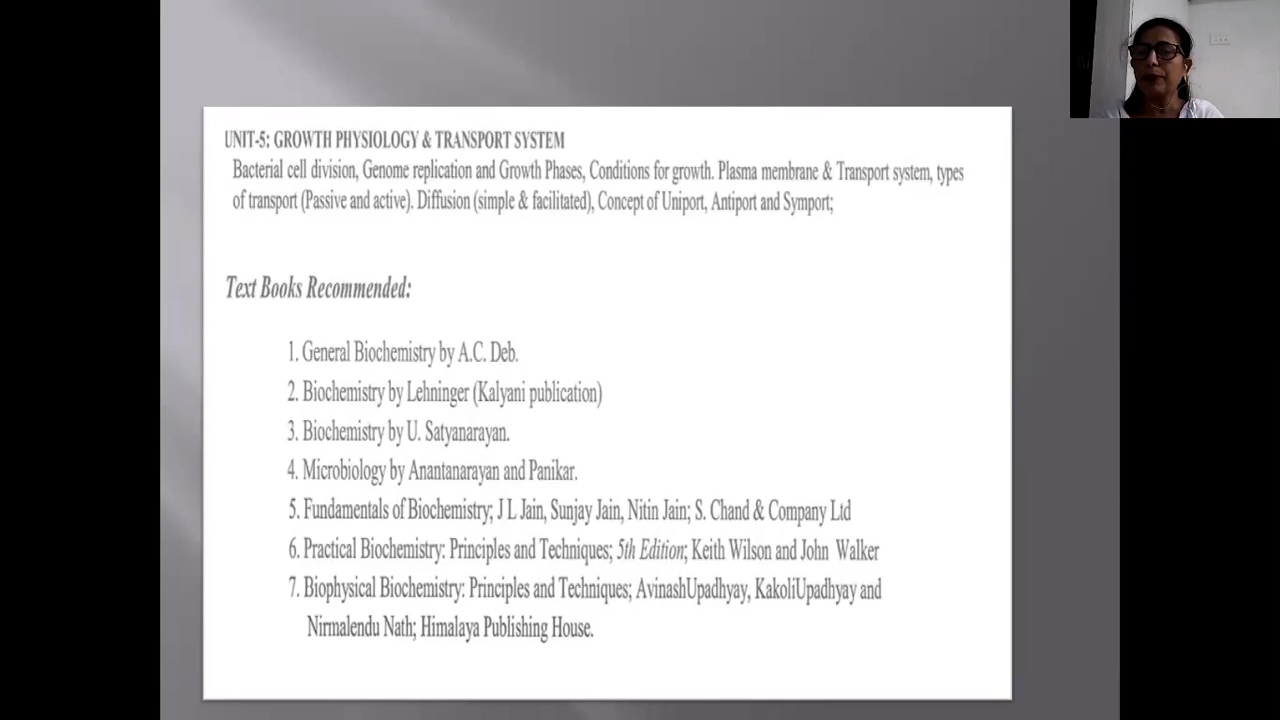 UNIT-5: GROWTH PHYSIOLOGY & TRANSPORT SYSTEM
Bacterial cell division, Genome replication and Growth Phases, Conditions for growth. Plasma membrane & Transport system, types
of transport (Passive and active). Diffusion (simple & facilitated), Concept of Uniport, Antiport and Symport;
Text Books Recommended:
1. General Biochemistry by A.C. Deb.
2. Biochemistry by Lehninger (Kalyani publication)
3. Biochemistry by U. Satyanarayan.
4. Microbiology by Anantanarayan and Panikar.
5. Fundamentals of Biochemistry; J L Jain, Sunjay Jain, Nitin Jain; S. Chand & Company Ltd
6. Practical Biochemistry: Principles and Techniques; 5th Edition; Keith Wilson and John Walker
7. Biophysical Biochemistry: Principles and Techniques; AvinashUpadhyay, KakoliUpadhyay and
Nirmalendu Nath; Himalaya Publishing House.